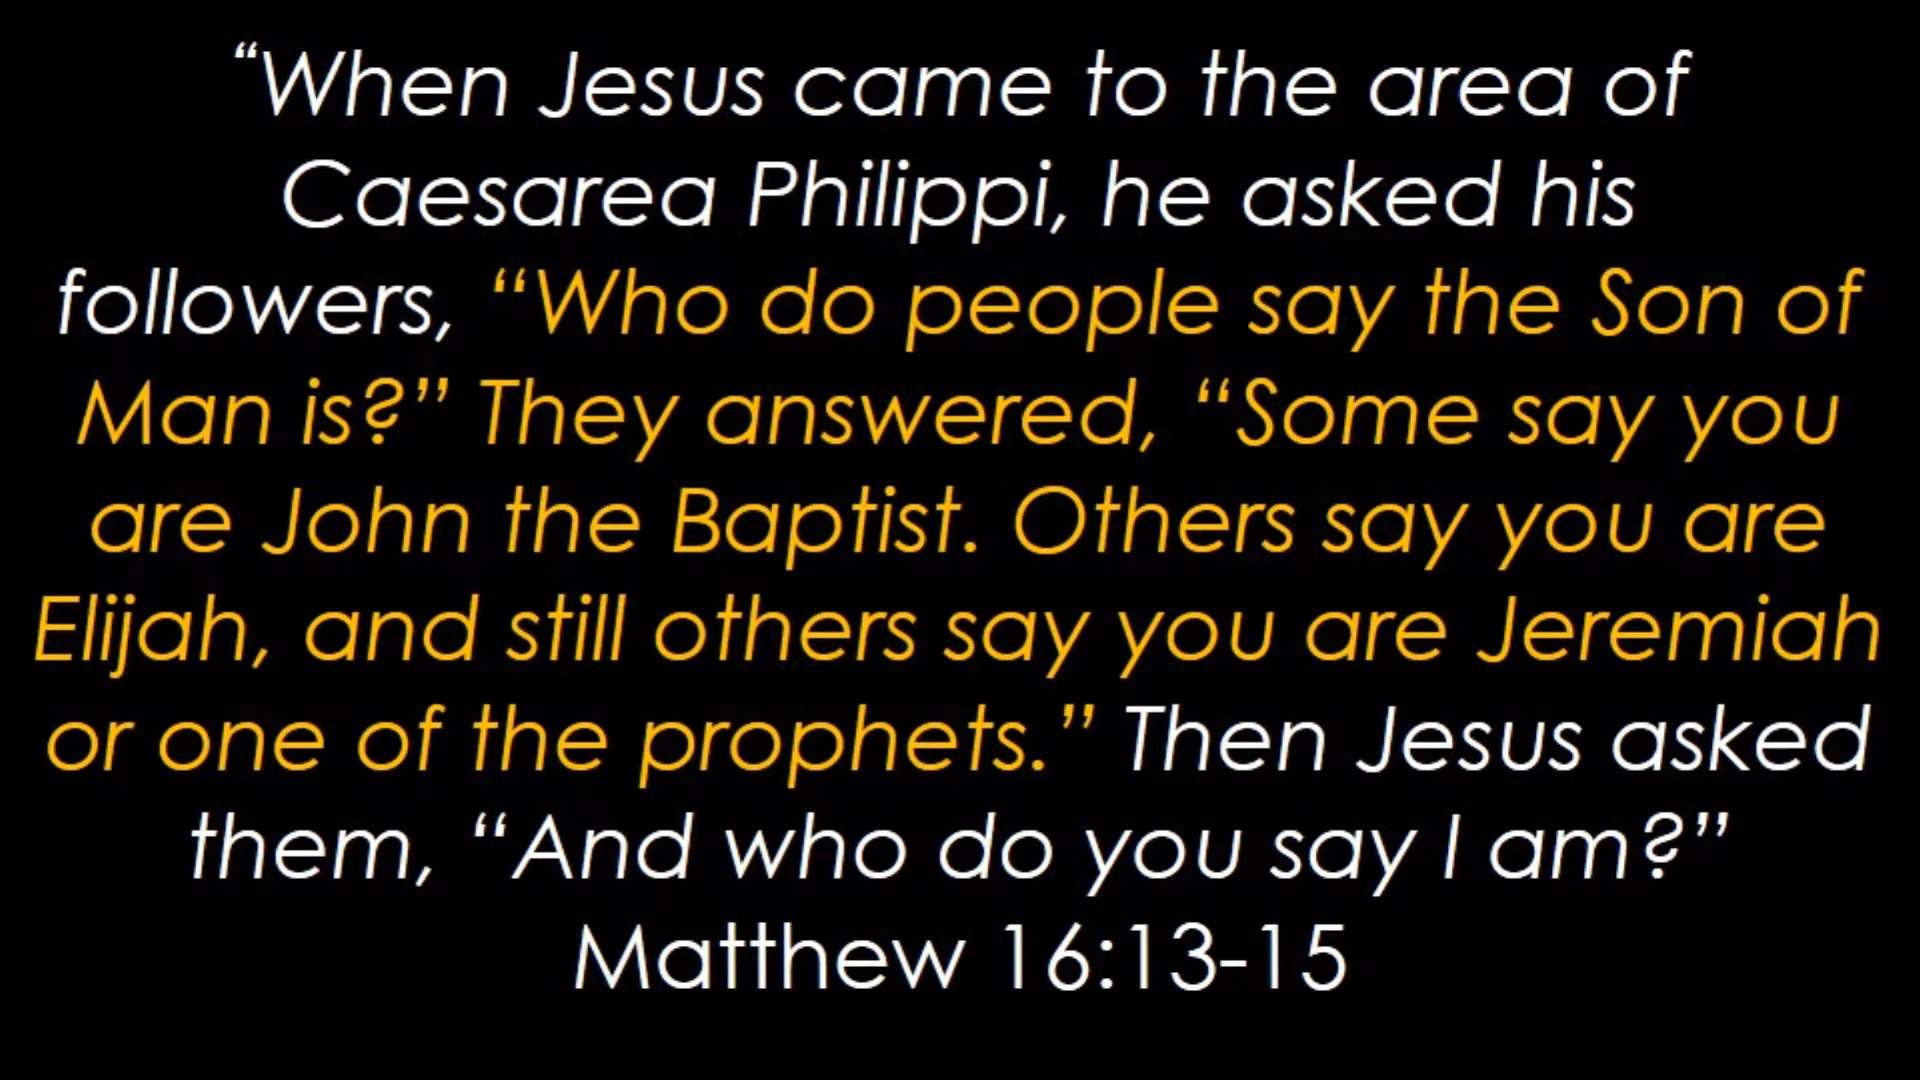 “When Jesus came to the area of
Caesarea Philippi, he asked his
followers, “Who do people say the Son of
Man is?” They answered, “Some say you
are John the Baptist. Others say you are
Elijah, and still others say you are Jeremiah
or one of the prophets.” Then Jesus asked
them, “And who do you say I am?”
Matthew 16:13-15